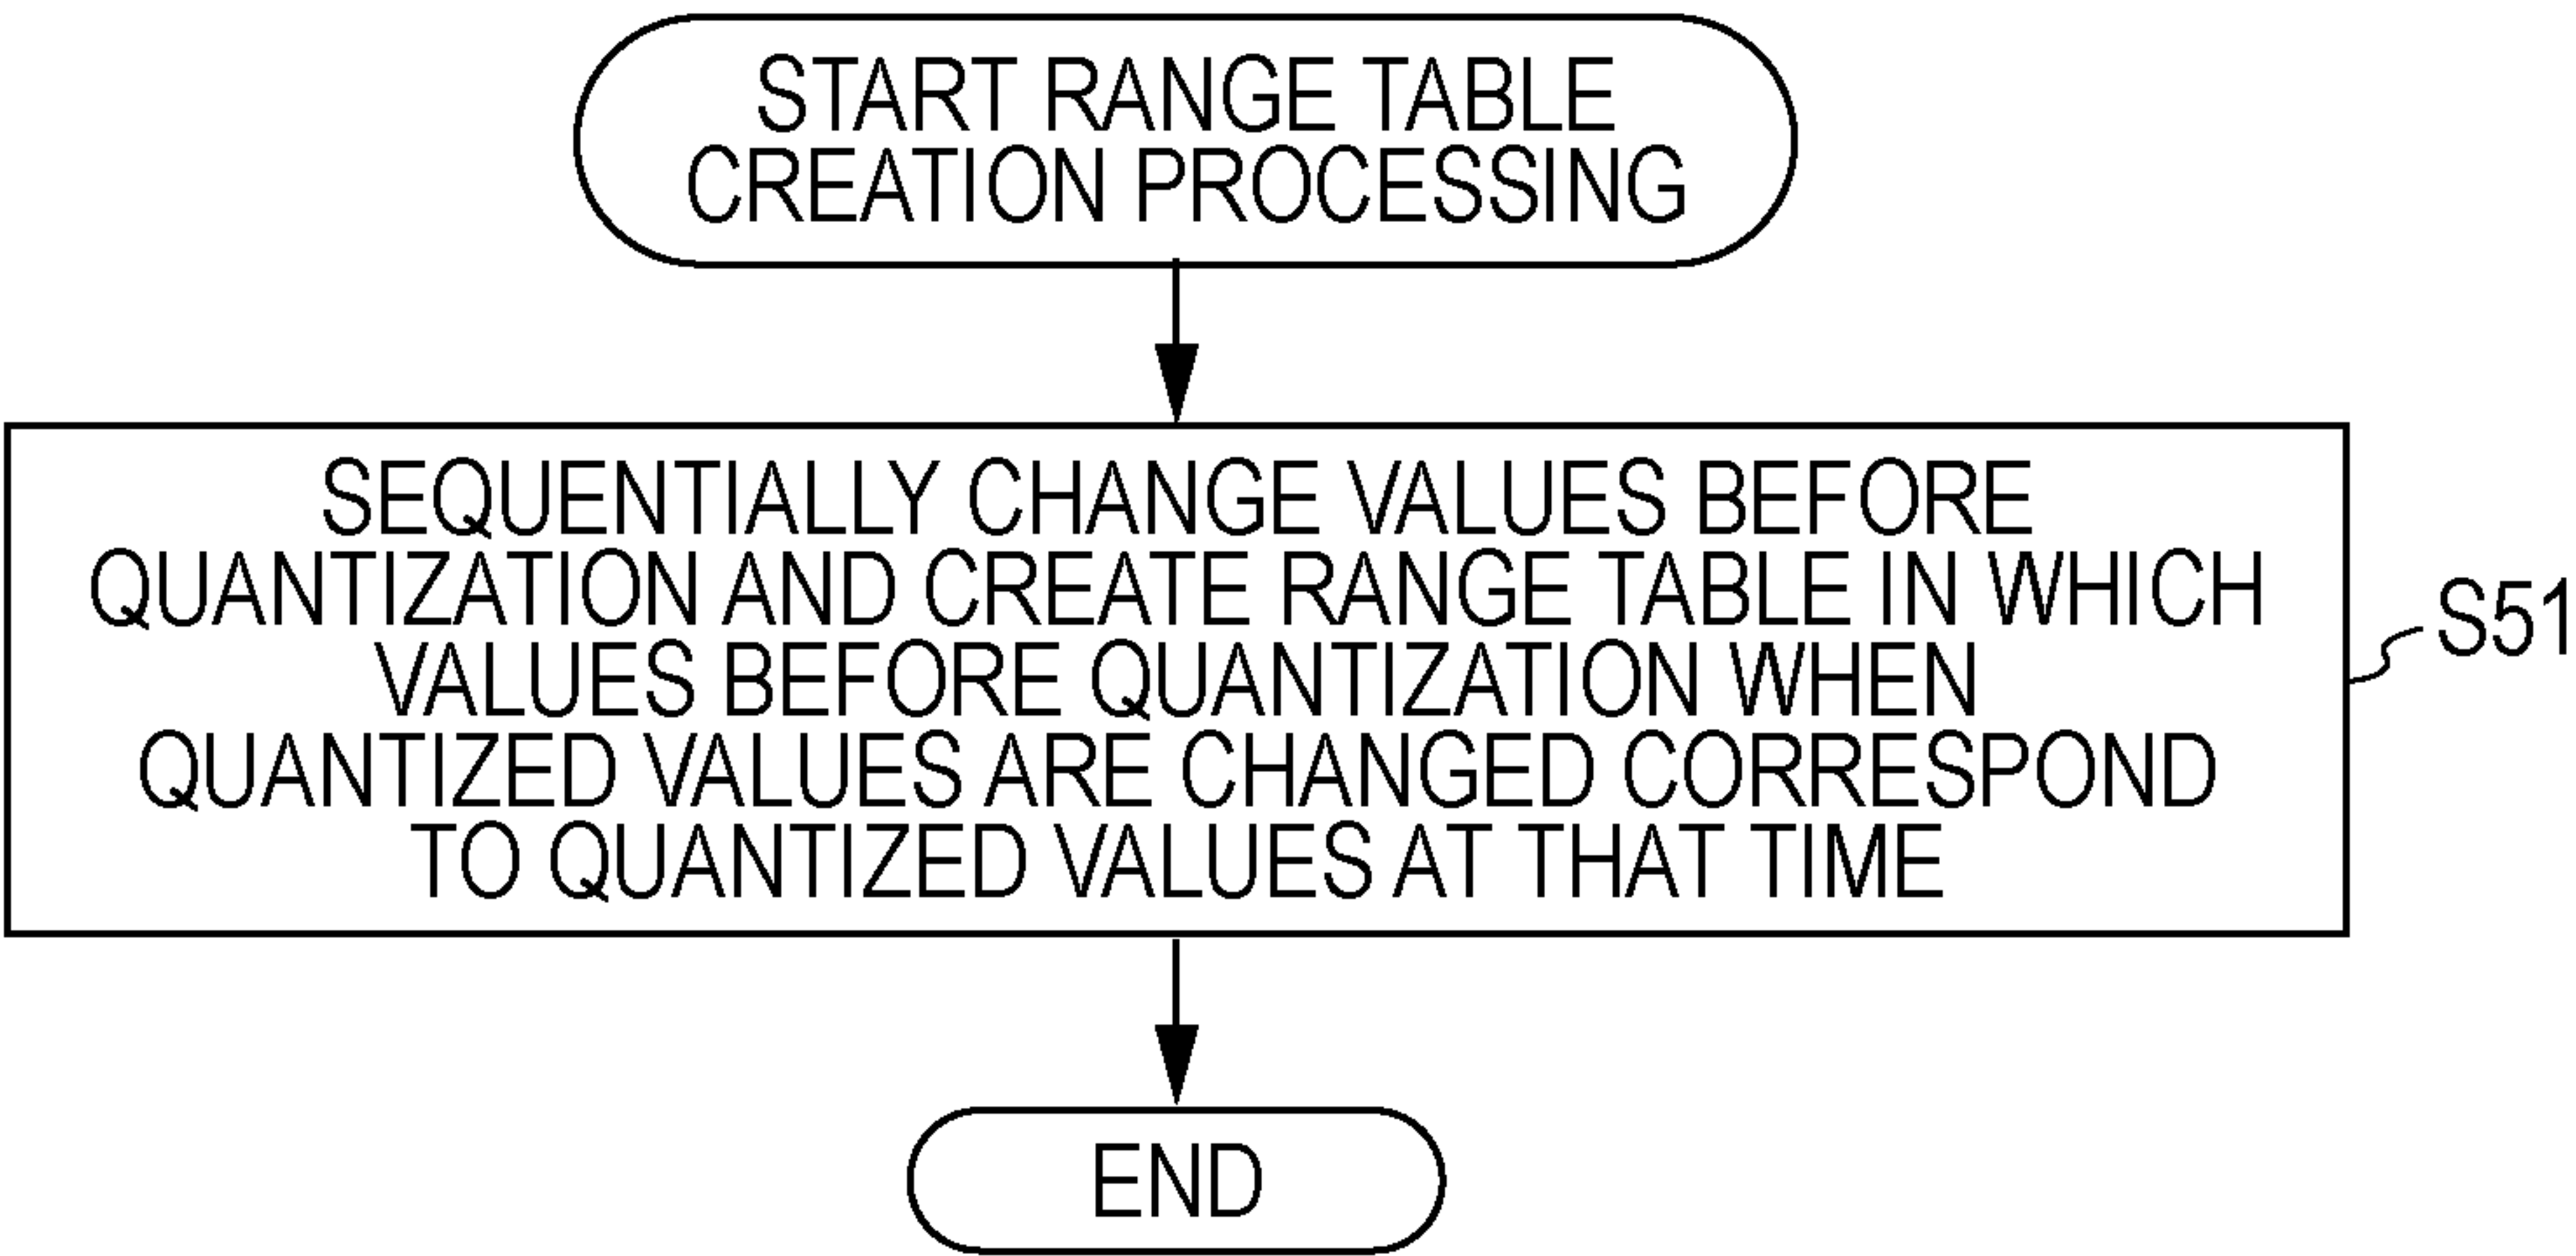 START RANGE TABLE
CREATION PROCESSING
SEQUENTIALLY CHANGE VALUES BEFORE
QUANTIZATION AND CREATE RANGE TABLE IN WHICH
VALUES BEFORE QUANTIZATION WHEN
QUANTIZED VALUES ARE CHANGED CORRESPOND
TO QUANTIZED VALUES AT THAT TIME
S51
END